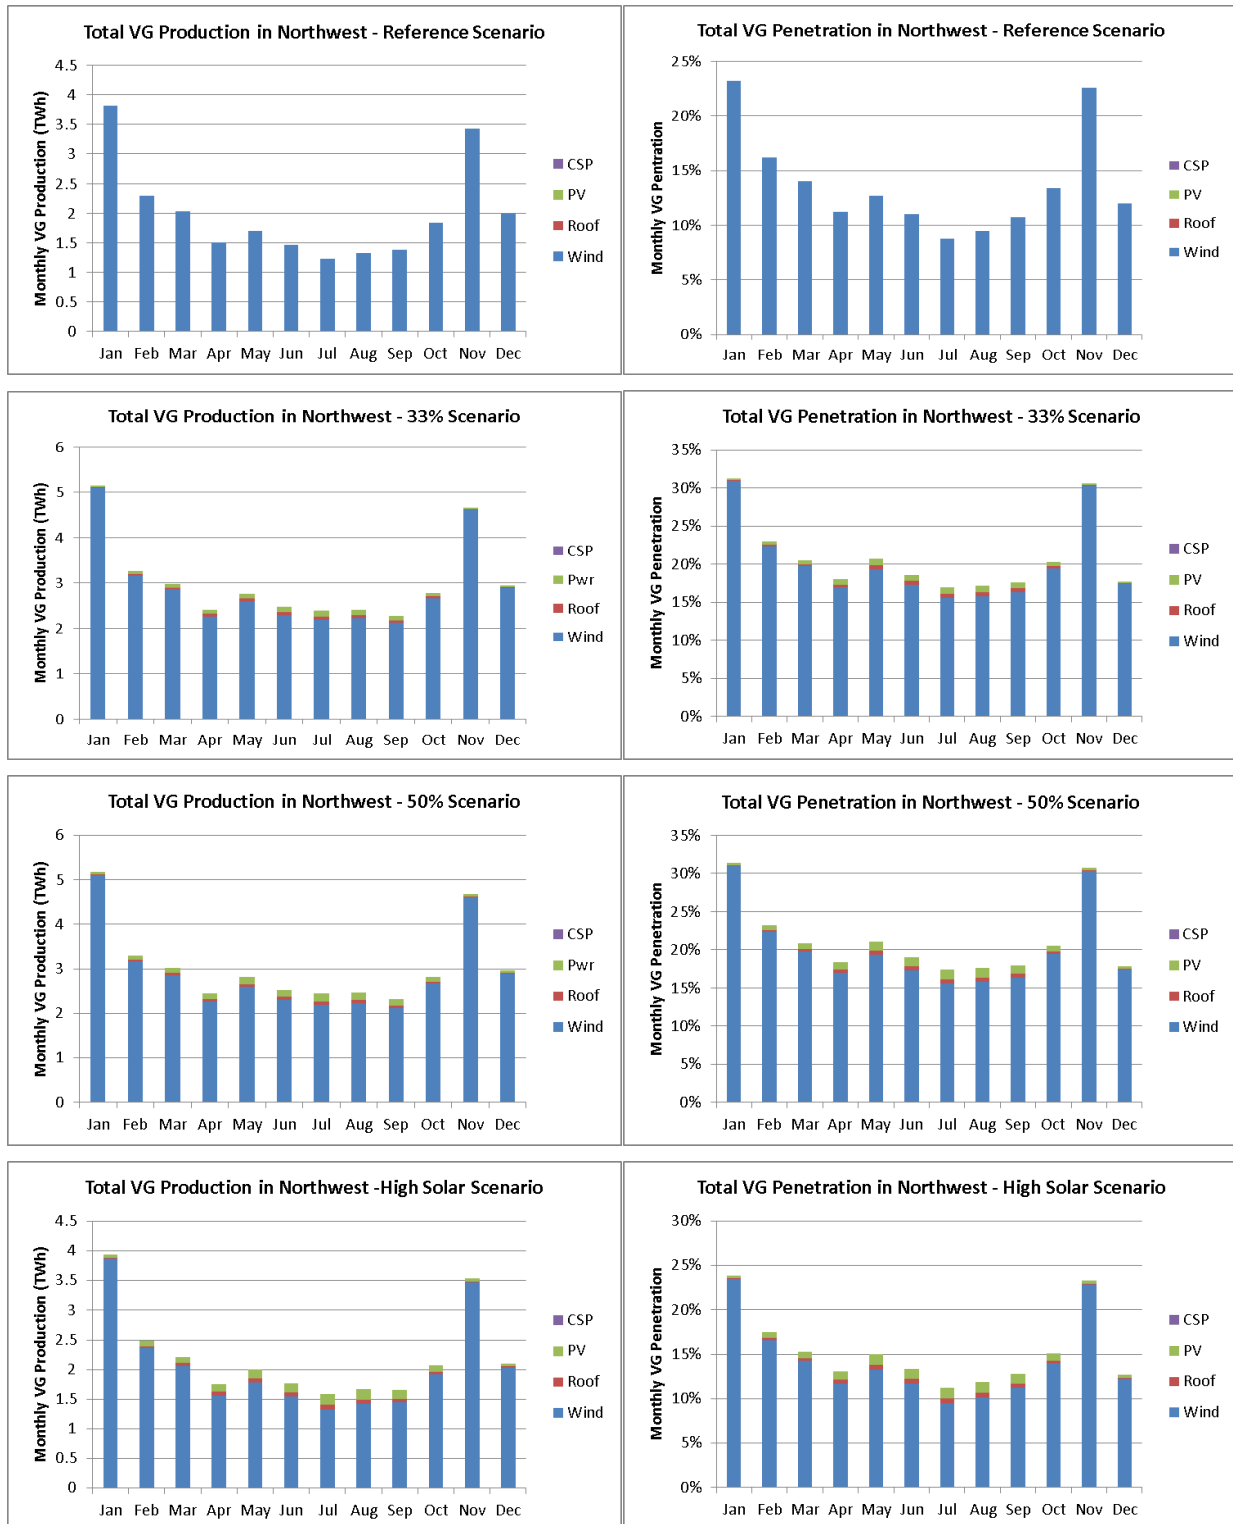 Total VG Production in Northwest - Reference Scenario
Monthly VG Production (TWh)
4.5
4
3.5
3
2.5
2
1.5
1
0.5
0
Jan Feb Mar Apr May Jun Jul Aug Sep Oct Nov Dec
CSP
PV
Roof
Wind
Total VG Penetration in Northwest - Reference Scenario
Monthly VG Pentration
25%
20%
15%
10%
5%
0%
Jan Feb Mar Apr May Jun Jul Aug Sep Oct Nov Dec
CSP
PV
Roof
Wind
Total VG Production in Northwest - 33% Scenario
Monthly VG Production (TWh)
6
5
4
3
2
1
0
Jan Feb Mar Apr May Jun Jul Aug Sep Oct Nov Dec
CSP
Pwr
Roof
Wind
Total VG Penetration in Northwest - 33% Scenario
Monthly VG Penetration
35%
30%
25%
20%
15%
10%
5%
0%
Jan Feb Mar Apr May Jun Jul Aug Sep Oct Nov Dec
CSP
PV
Roof
Wind
Total VG Production in Northwest - 50% Scenario
Monthly VG Production (TWh)
6
5
4
3
2
1
0
Jan Feb Mar Apr May Jun Jul Aug Sep Oct Nov Dec
CSP
Pwr
Roof
Wind
Total VG Penetration in Northwest - 50% Scenario
Monthly VG Penetration
35%
30%
25%
20%
15%
10%
5%
0%
Jan Feb Mar Apr May Jun Jul Aug Sep Oct Nov Dec
CSP
PV
Roof
Wind
Total VG Production in Northwest -High Solar Scenario
Monthly VG Production (TWh)
4.5
4
3.5
3
2.5
2
1.5
1
0.5
0
Jan Feb Mar Apr May Jun Jul Aug Sep Oct Nov Dec
CSP
PV
Roof
Wind
Total VG Penetration in Northwest - High Solar Scenario
Monthly VG Penetration
30%
25%
20%
15%
10%
5%
0%
Jan Feb Mar Apr May Jun Jul Aug Sep Oct Nov Dec
CSP
PV
Roof
Wind